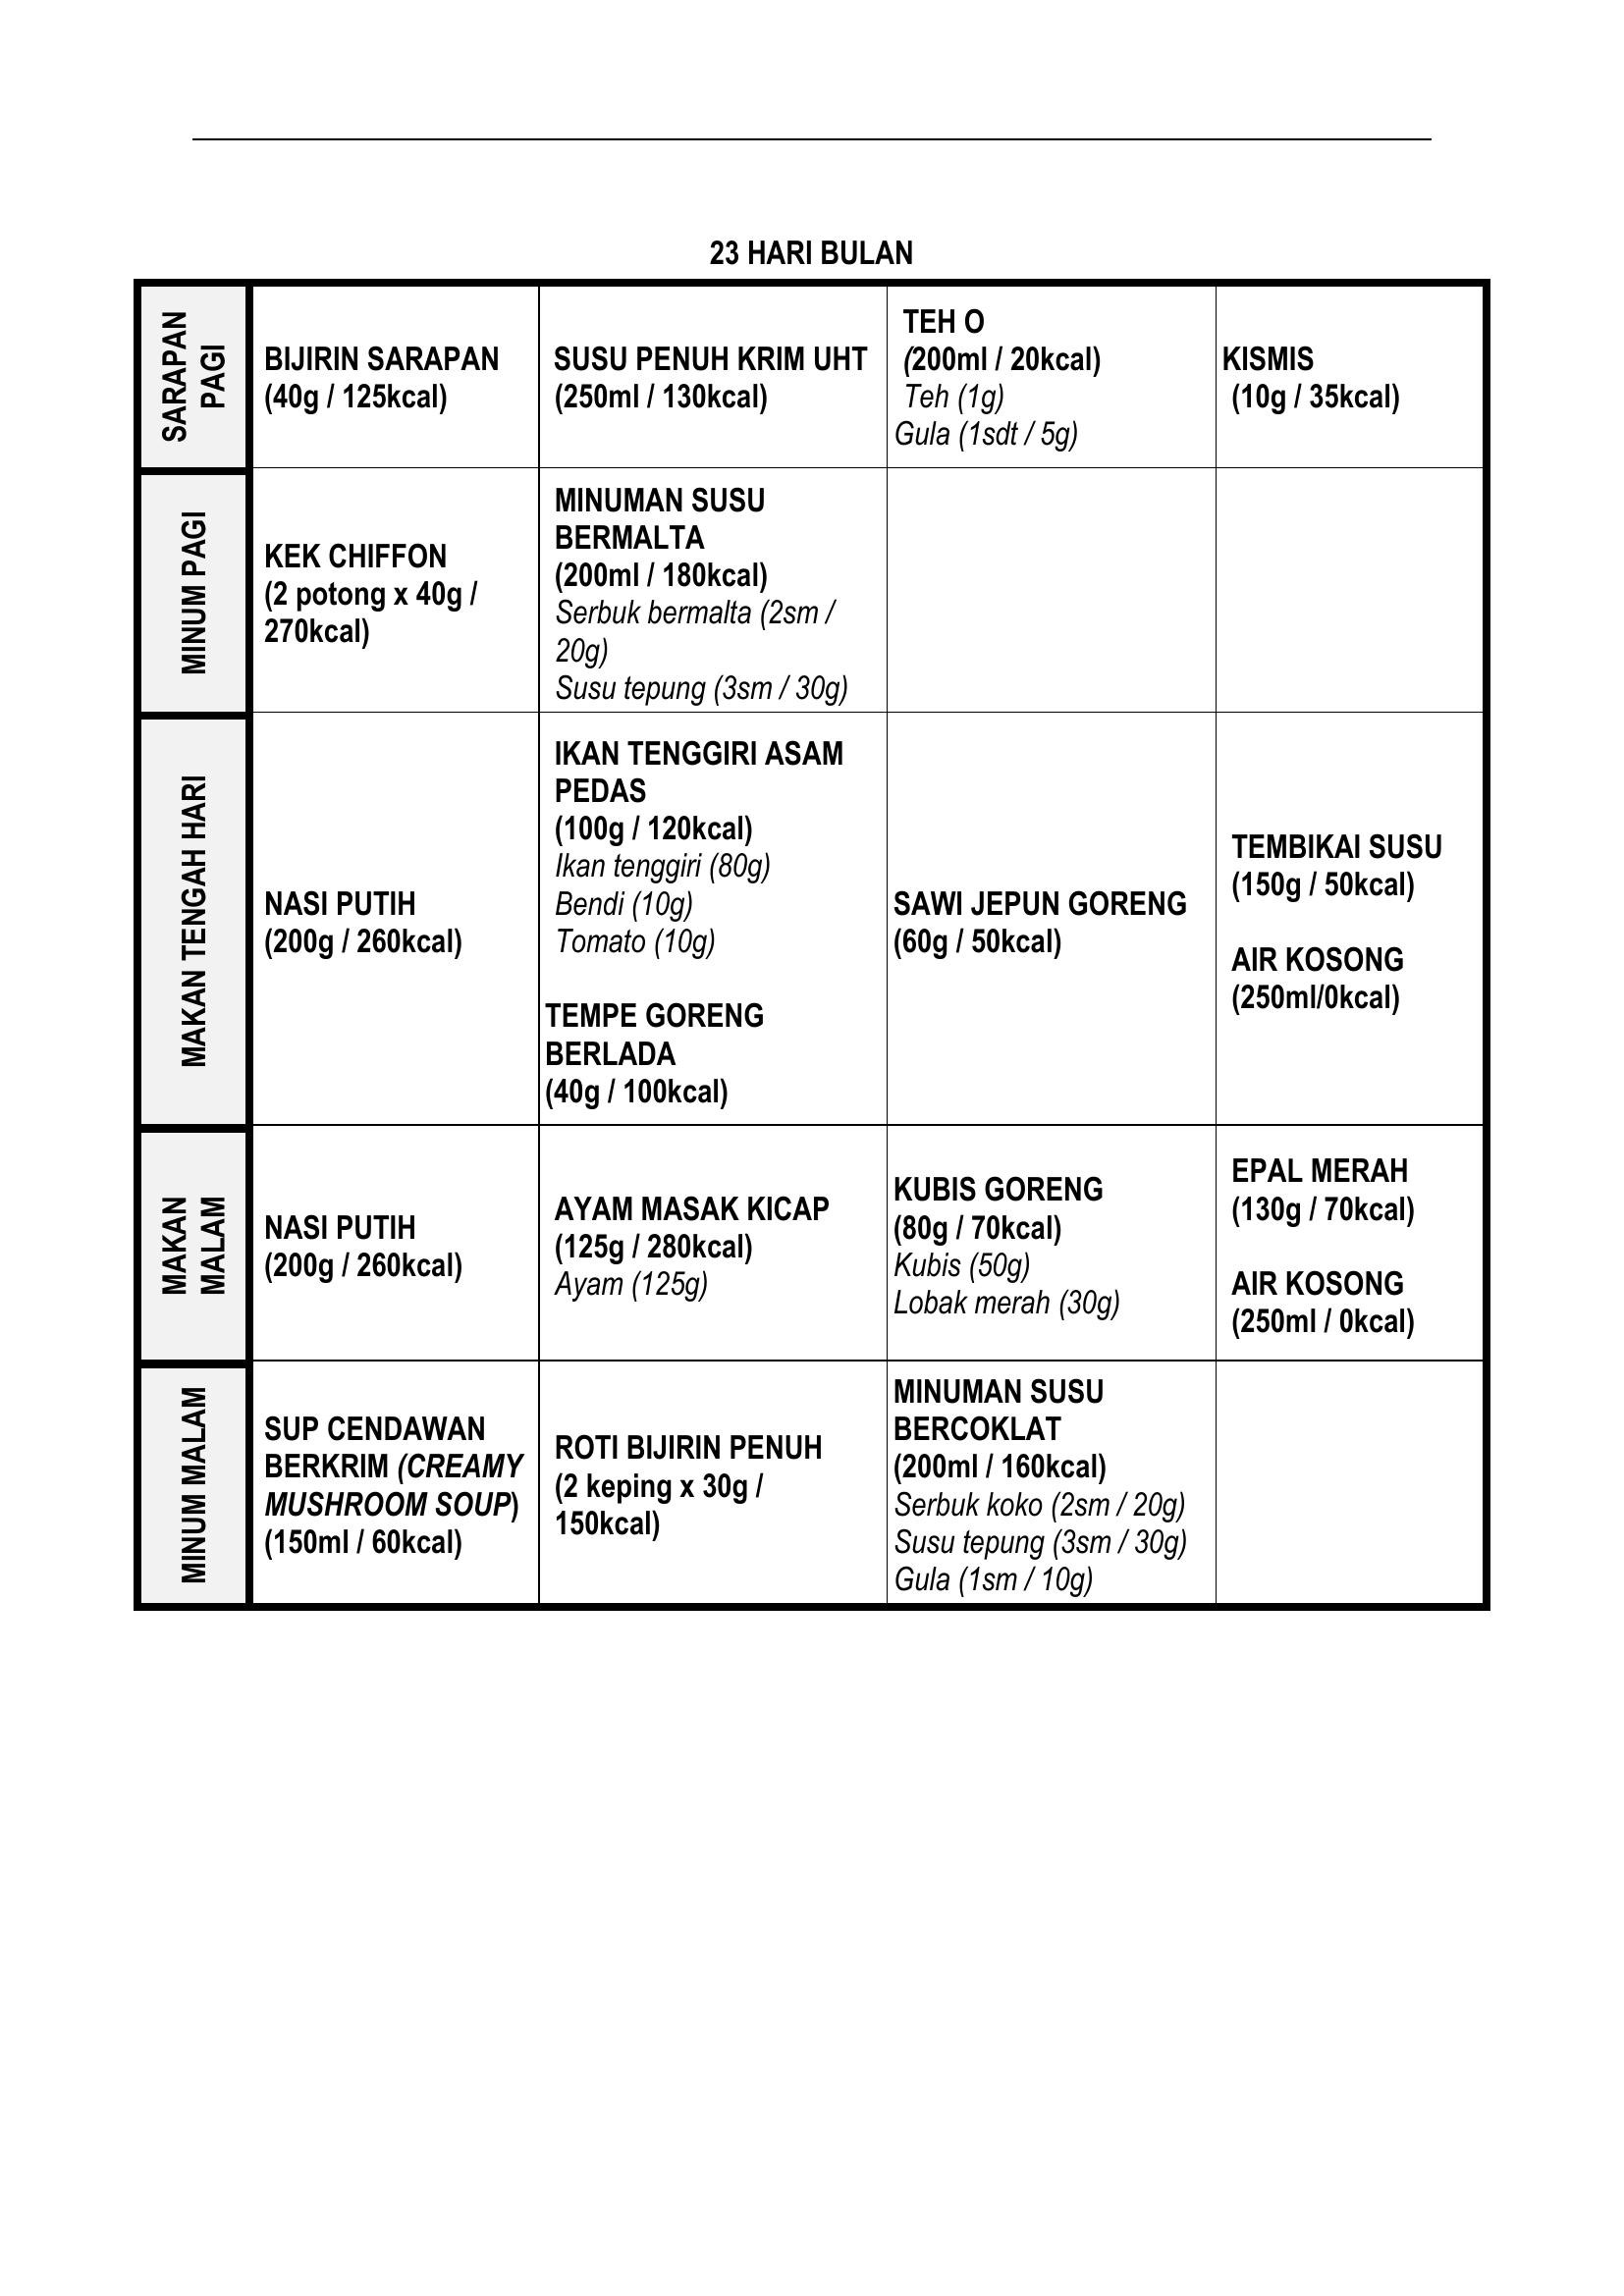 23 HARI BULAN
SARAPAN
PAGI
BIJIRIN SARAPAN
(40g / 125kcal)
SUSU PENUH KRIM UHT
(250ml / 130kcal)
TEH O
(200ml / 20kcal)
Teh (1g)
Gula (1sdt / 5g)
KISMIS
(10g / 35kcal)
MINUM PAGI
KEK CHIFFON
(2 potong x 40g /
270kcal)
MINUMAN SUSU
BERMALTA
(200ml / 180kcal)
Serbuk bermalta (2sm /
20g)
Susu tepung (3sm / 30g)
MAKAN TENGAH HARI
NASI PUTIH
(200g / 260kcal)
IKAN TENGGIRI ASAM
PEDAS
(100g / 120kcal)
Ikan tenggiri (80g)
Bendi (10g)
Tomato (10g)
TEMPE GORENG
BERLADA
(40g / 100kcal)
SAWI JEPUN GORENG
(60g / 50kcal)
TEMBIKAI SUSU
(150g / 50kcal)
AIR KOSONG
(250ml/0kcal)
MAKAN
MALAM
NASI PUTIH
(200g / 260kcal)
AYAM MASAK KICAP
(125g / 280kcal)
Ayam (125g)
KUBIS GORENG
(80g / 70kcal)
Kubis (50g)
Lobak merah (30g)
EPAL MERAH
(130g / 70kcal)
AIR KOSONG
(250ml / 0kcal)
MINUM MALAM
SUP CENDAWAN
BERKRIM (CREAMY
MUSHROOM SOUP)
(150ml / 60kcal)
ROTI BIJIRIN PENUH
(2 keping x 30g /
150kcal)
MINUMAN SUSU
BERCOKLAT
(200ml / 160kcal)
Serbuk koko (2sm / 20g)
Susu tepung (3sm / 30g)
Gula (1sm / 10g)